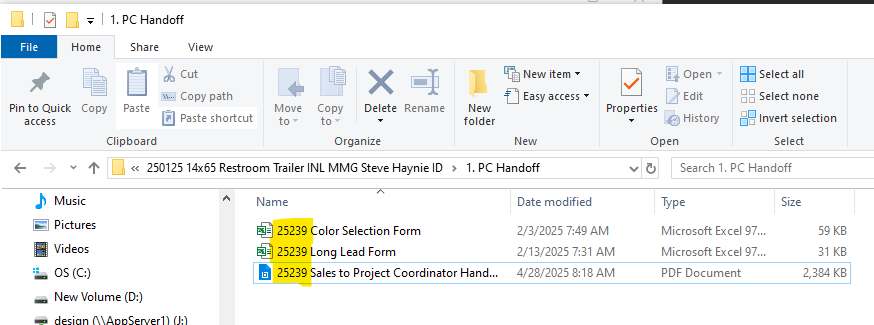 1. PC Handoff
File Home Share View
Pin to Quick access
Copy
Paste
Cut
Copy path
Paste shortcut
Clipboard
Move to
Copy to
Delete
Rename
Organize
New folder
New item
Easy access
New
Properties
Open
Edit
History
Open
Select all
Select none
Invert selection
Select
« 250125 14x65 Restroom Trailer INL MMG Steve Haynie ID > 1. PC Handoff
Search 1. PC Handoff
Music
Pictures
Videos
OS (C:)
New Volume (D:)
design (\\AppServer1) (J:)
Name Date modified Type Size
25239 Color Selection Form 2/3/2025 7:49 AM Microsoft Excel 97... 59 KB
25239 Long Lead Form 2/13/2025 7:31 AM Microsoft Excel 97... 31 KB
25239 Sales to Project Coordinator Hand... 4/28/2025 8:18 AM PDF Document 2,384 KB